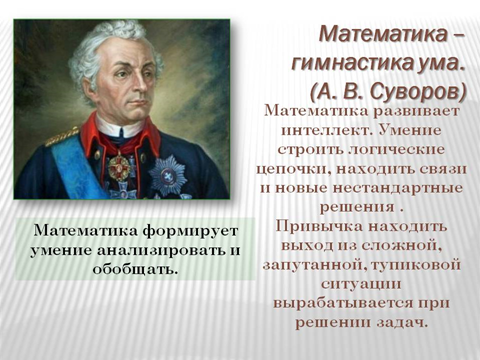 Математика –
гимнастика ума.
(А. В. Суворов)
Математика развивает
интеллект. Умение
строить логические
цепочки, находить связи
и новые нестандартные
решения .
Привычка находить
выход из сложной,
запутанной, тупиковой
ситуации
вырабатывается при
решении задач.
Математика формирует
умение анализировать и
обобщать.